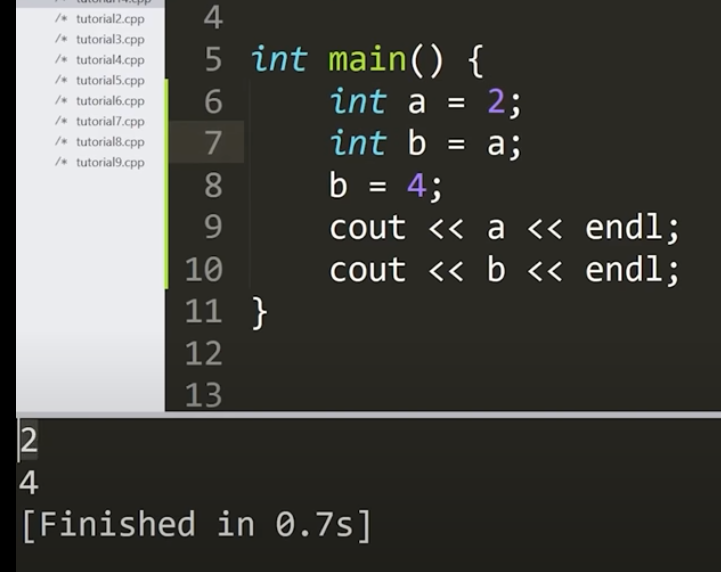 /* tutorial2.cpp
/* tutorial3.cpp
/* tutorial4.cpp
/* tutorial5.cpp
/* tutorial6.cpp
/* tutorial7.cpp
/* tutorial8.cpp
/* tutorial9.cpp
4
5 int main() {
6 int a = 2;
7 int b = a;
8 b = 4;
9 cout << a << endl;
10 cout << b << endl;
11 }
12
13
2
4
[Finished in 0.7s]